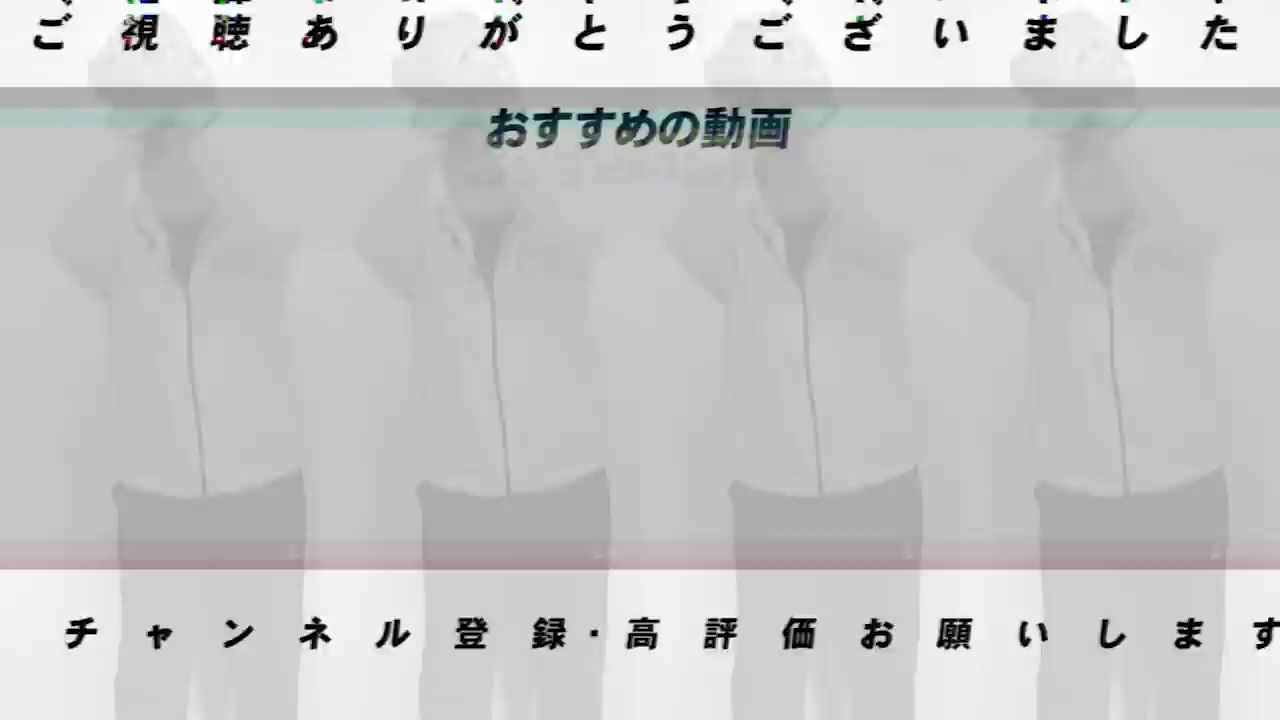 ご視聴ありがとうございました
おすすめの動画
チャンネル登録・高評価お願いします